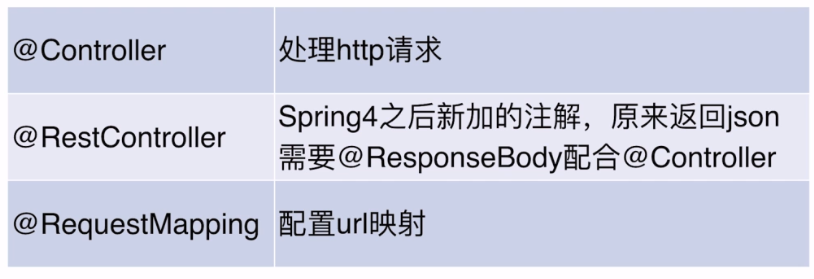 @Controller
处理http请求
@RestController
Spring4之后新加的注解，原来返回json
需要@ResponseBody配合@Controller
@RequestMapping
配置url映射